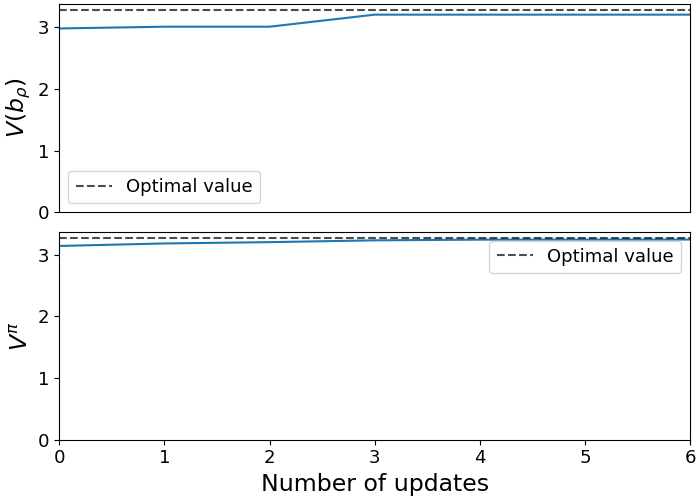 3
2
1
0
V(b_ρ)
Optimal value
3
2
1
0
V^π
Optimal value
0 1 2 3 4 5 6
Number of updates